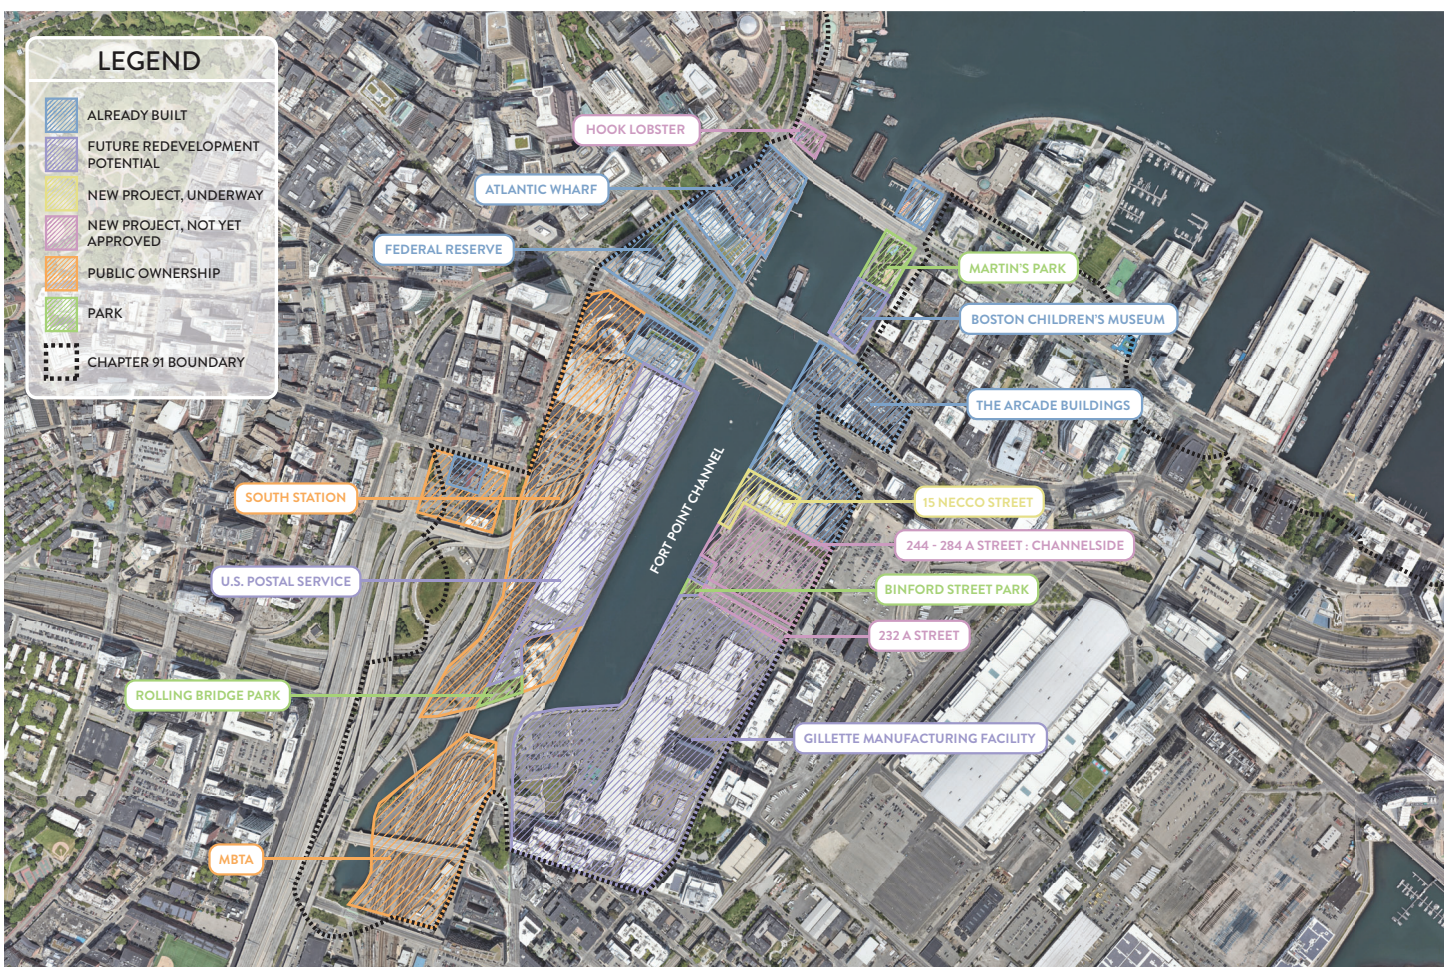 LEGEND
ALREADY BUILT
FUTURE REDEVELOPMENT
POTENTIAL
NEW PROJECT, UNDERWAY
NEW PROJECT, NOT YET
APPROVED
PUBLIC OWNERSHIP
PARK
CHAPTER 91 BOUNDARY
HOOK LOBSTER
ATLANTIC WHARF
FEDERAL RESERVE
MARTIN'S PARK
BOSTON CHILDREN'S MUSEUM
THE ARCADE BUILDINGS
FORT POINT CHANNEL
SOUTH STATION
15 NECCO STREET
244 - 284 A STREET : CHANNELSIDE
U.S. POSTAL SERVICE
BINFORD STREET PARK
232 A STREET
ROLLING BRIDGE PARK
GILLETTE MANUFACTURING FACILITY
MBTA